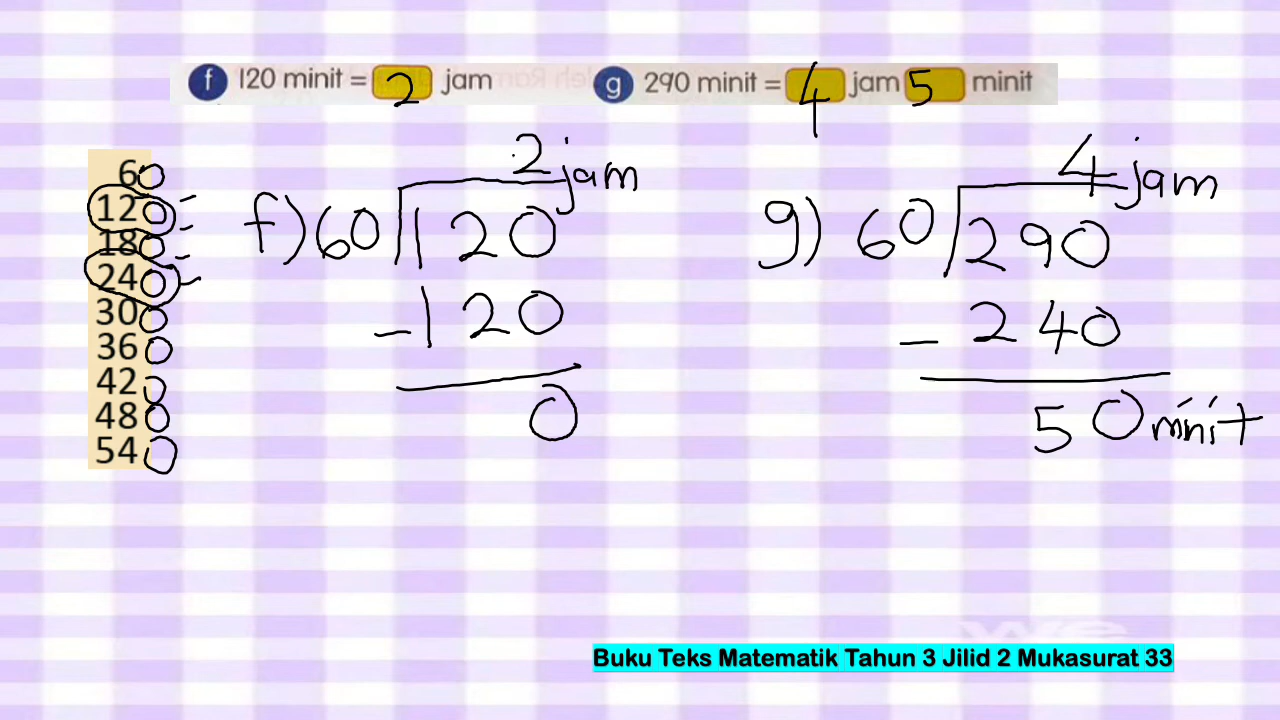 f 120 minit = 2 jam
g 290 minit = 4 jam 5 minit
60
120
180
240
300
360
420
480
540
2 jam
f) 60 120
- 120
0
4 jam
g) 60 290
- 240
50 minit
we
Buku Teks Matematik Tahun 3 Jilid 2 Mukasurat 33